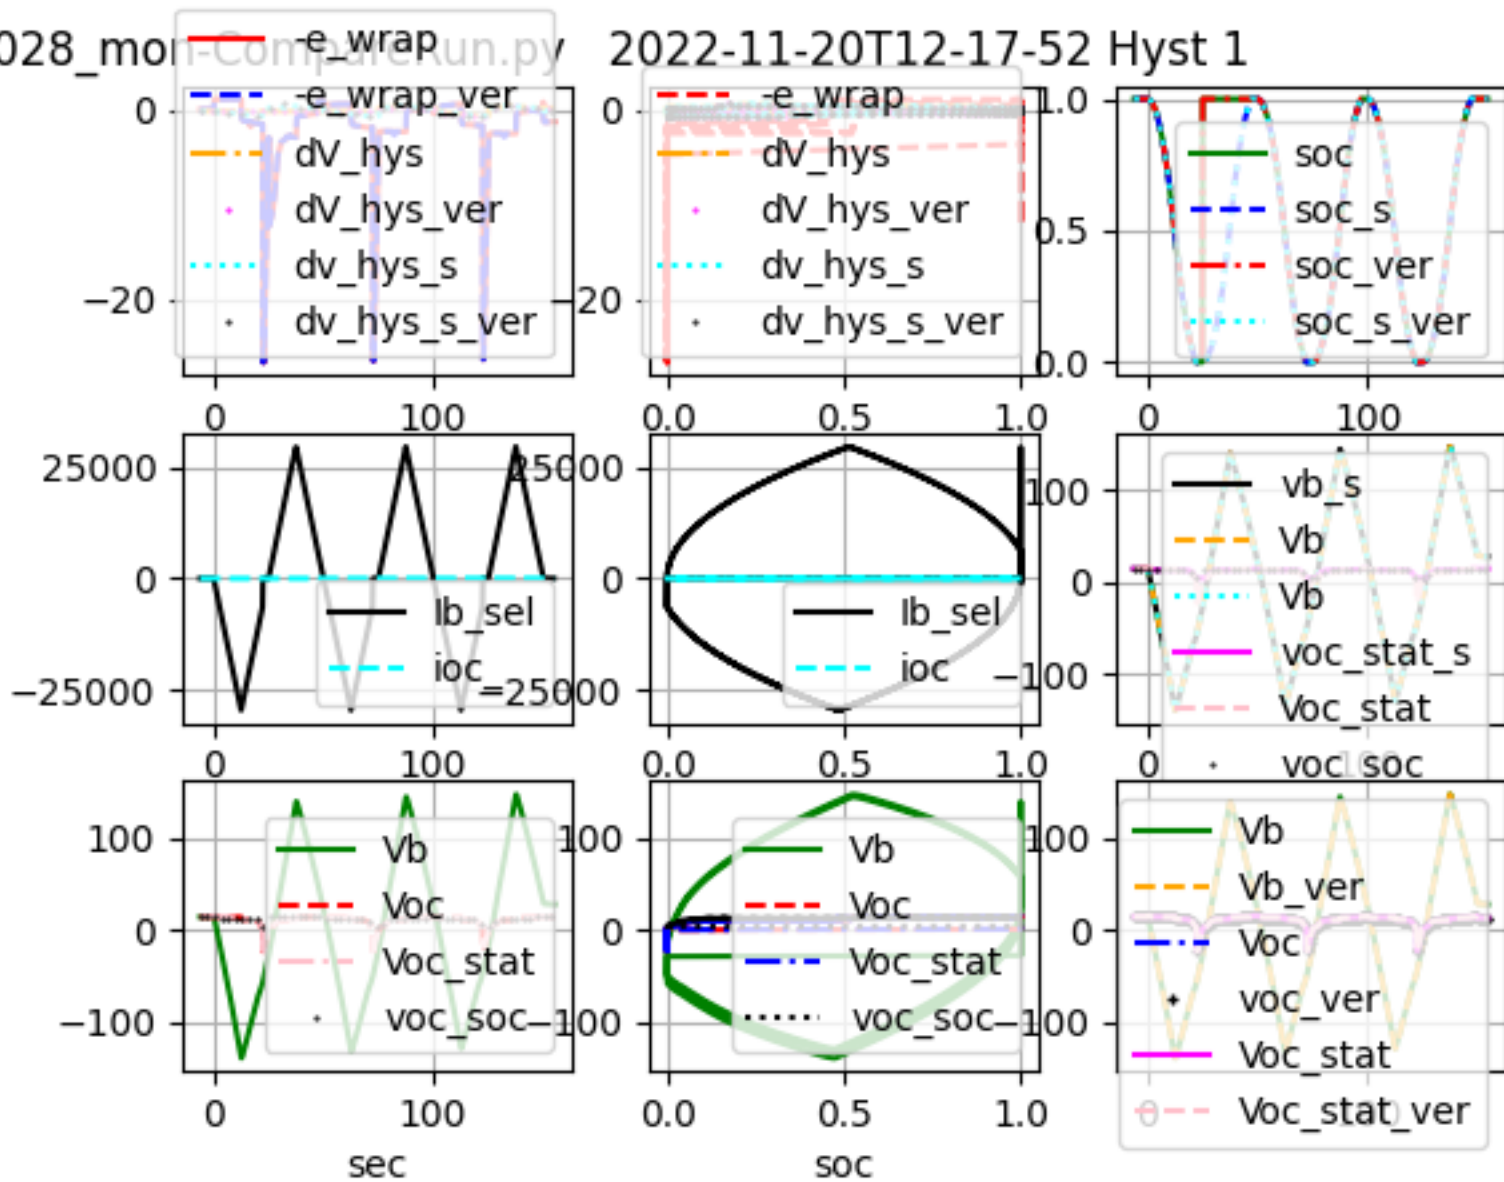 028_mon-CompareRun.py 2022-11-20T12-17-52 Hyst 1
-e_wrap
-e_wrap_ver
dV_hys
dV_hys_ver
dv_hys_s
dv_hys_s_ver
0
−20
0
100
-e_wrap
dV_hys
dV_hys_ver
dv_hys_s
dv_hys_s_ver
0
−20
0.0
0.5
1.0
soc
soc_s
soc_ver
soc_s_ver
1.0
0.5
0.0
0
100
25000
0
−25000
Ib_sel
ioc
0
100
25000
0
−25000
Ib_sel
ioc
0.0
0.5
1.0
100
0
−100
vb_s
Vb
Vb
voc_stat_s
Voc_stat
voc_soc
0
100
100
0
−100
Vb
Voc
Voc_stat
voc_soc
0
100
sec
100
0
−100
Vb
Voc
Voc_stat
voc_soc
0.0
0.5
1.0
soc
100
0
−100
Vb
Vb_ver
Voc
voc_ver
Voc_stat
Voc_stat_ver
0
100